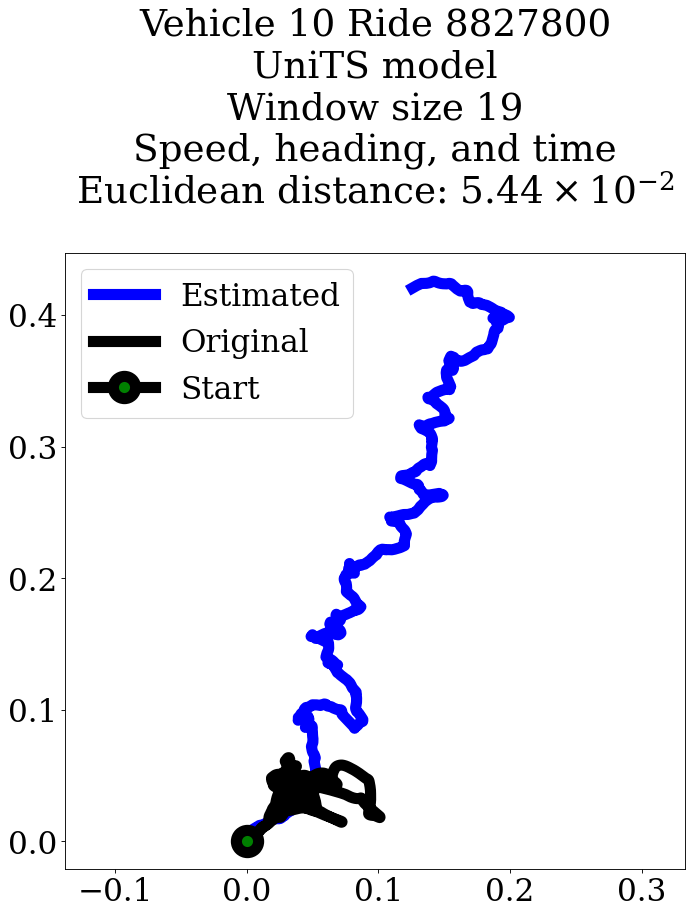 Vehicle 10 Ride 8827800
UniTS model
Window size 19
Speed, heading, and time
Euclidean distance: 5.44 × 10⁻²
Estimated
Original
Start
0.4
0.3
0.2
0.1
0.0
−0.1 0.0 0.1 0.2 0.3